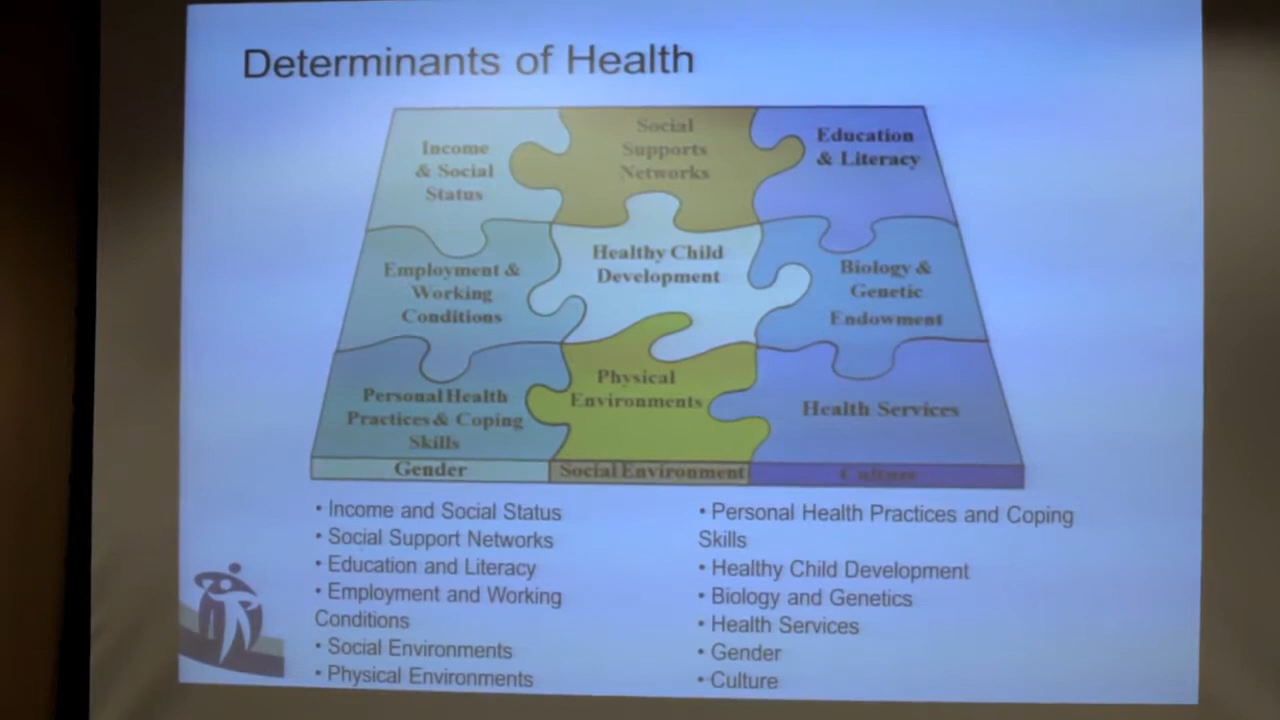 Determinants of Health
Income
& Social
Status
Social
Supports
Networks
Education
& Literacy
Employment &
Working
Conditions
Healthy Child
Development
Biology &
Genetic
Endowment
Personal Health
Practices & Coping
Skills
Physical
Environments
Health Services
Gender
Social Environment
Culture
• Income and Social Status
• Social Support Networks
• Education and Literacy
• Employment and Working
Conditions
• Social Environments
• Physical Environments
• Personal Health Practices and Coping
Skills
• Healthy Child Development
• Biology and Genetics
• Health Services
• Gender
• Culture